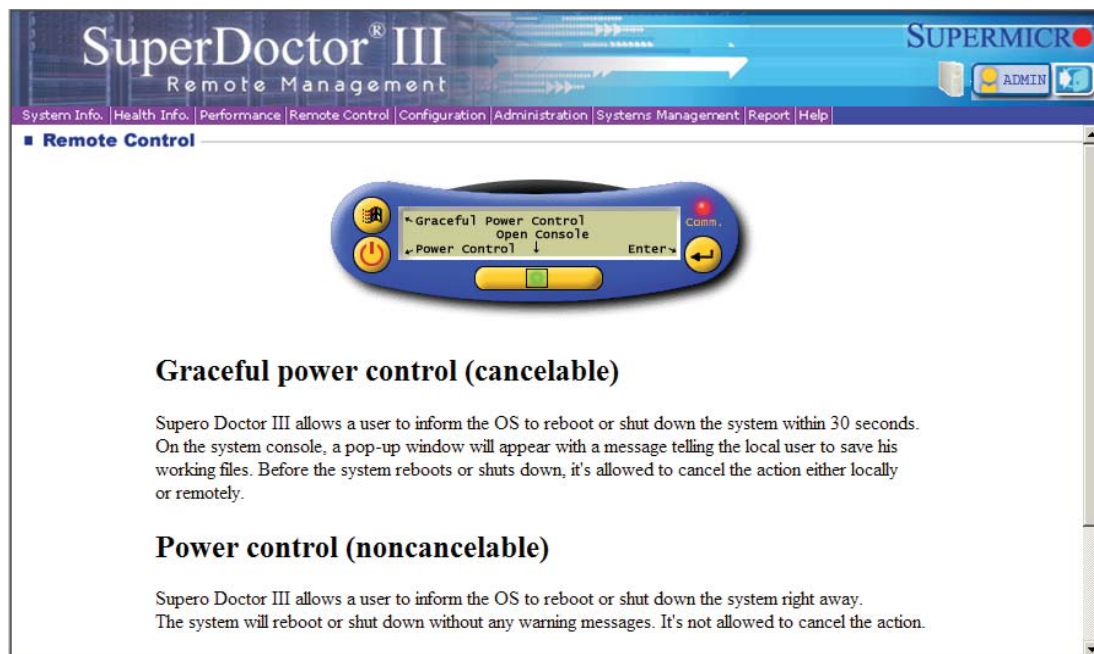 SuperDoctor® III
Remote Management
SUPERMICR
ADMIN
System Info. Health Info. Performance Remote Control Configuration Administration Systems Management Report Help
Remote Control
Graceful Power Control
Open Console
Power Control Enter
Comm.
Graceful power control (cancelable)
Supero Doctor III allows a user to inform the OS to reboot or shut down the system within 30 seconds.
On the system console, a pop-up window will appear with a message telling the local user to save his
working files. Before the system reboots or shuts down, it's allowed to cancel the action either locally
or remotely.
Power control (noncancelable)
Supero Doctor III allows a user to inform the OS to reboot or shut down the system right away.
The system will reboot or shut down without any warning messages. It's not allowed to cancel the action.